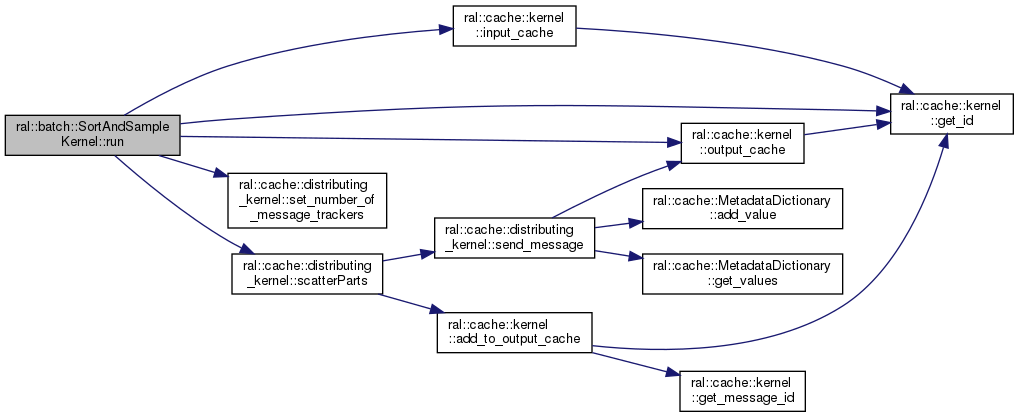 ral::cache::kernel
::input_cache
ral::cache::kernel
::get_id
ral::batch::SortAndSample
Kernel::run
ral::cache::kernel
::output_cache
ral::cache::distributing
_kernel::set_number_of
_message_trackers
ral::cache::MetadataDictionary
::add_value
ral::cache::distributing
_kernel::send_message
ral::cache::distributing
_kernel::scatterParts
ral::cache::MetadataDictionary
::get_values
ral::cache::kernel
::add_to_output_cache
ral::cache::kernel
::get_message_id